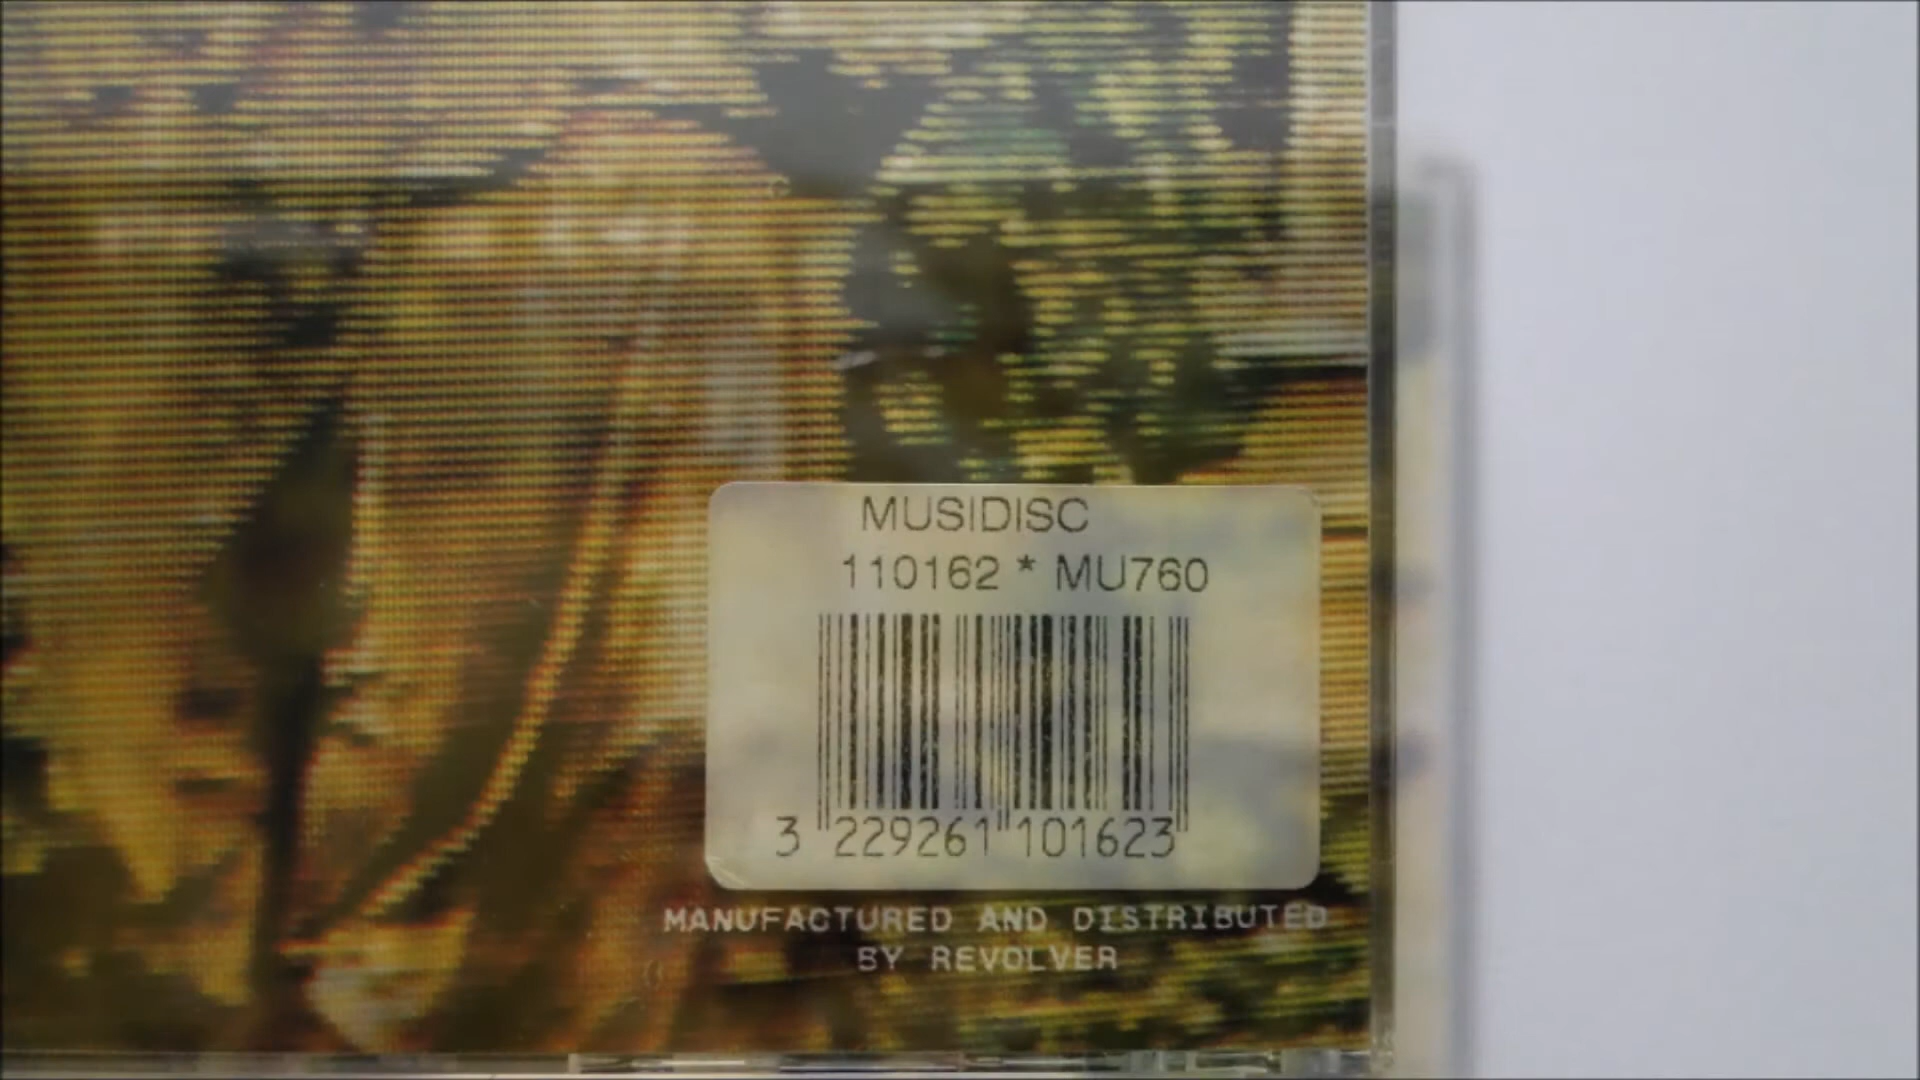 MUSIDISC
110162 * MU760
3 229261 101623
MANUFACTURED AND DISTRIBUTED
BY REVOLVER